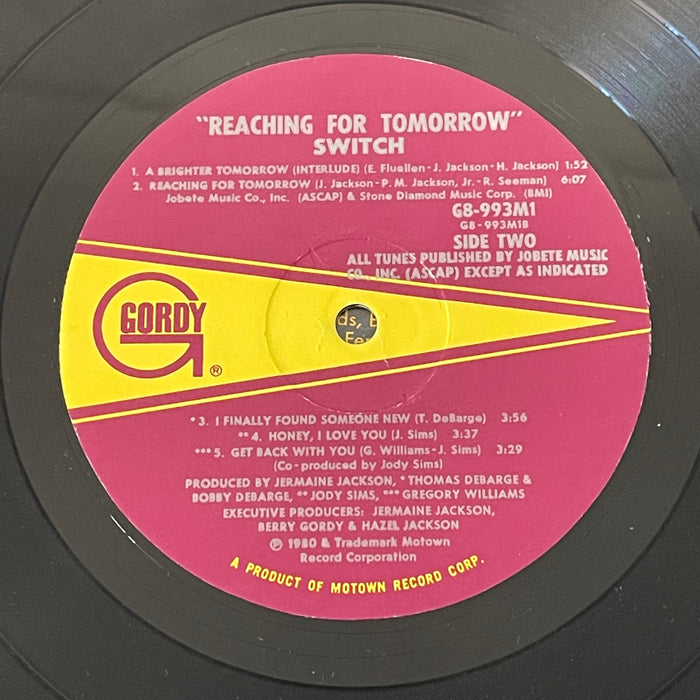 "REACHING FOR TOMORROW"
SWITCH
1. A BRIGHTER TOMORROW (INTERLUDE) (E. Fluellen-J. Jackson-H. Jackson) 1:52
2. REACHING FOR TOMORROW (J. Jackson-P. M. Jackson, Jr.-R. Seeman) 6:07
Jobete Music Co., Inc. (ASCAP) & Stone Diamond Music Corp. (BMI)
G8-993M1
G8-993M1B
SIDE TWO
ALL TUNES PUBLISHED BY JOBETE MUSIC
CO., INC. (ASCAP) EXCEPT AS INDICATED
GORDY
®
ds,
* 3. I FINALLY FOUND SOMEONE NEW (T. DeBarge) 3:56
** 4. HONEY, I LOVE YOU (J. Sims) 3:37
*** 5. GET BACK WITH YOU (G. Williams-J. Sims) 3:29
(Co-produced by Jody Sims)
PRODUCED BY JERMAINE JACKSON, * THOMAS DEBARGE &
BOBBY DEBARGE, ** JODY SIMS, *** GREGORY WILLIAMS
EXECUTIVE PRODUCERS: JERMAINE JACKSON,
BERRY GORDY & HAZEL JACKSON
℗ 1980 & Trademark Motown
Record Corporation
A PRODUCT OF MOTOWN RECORD CORP.